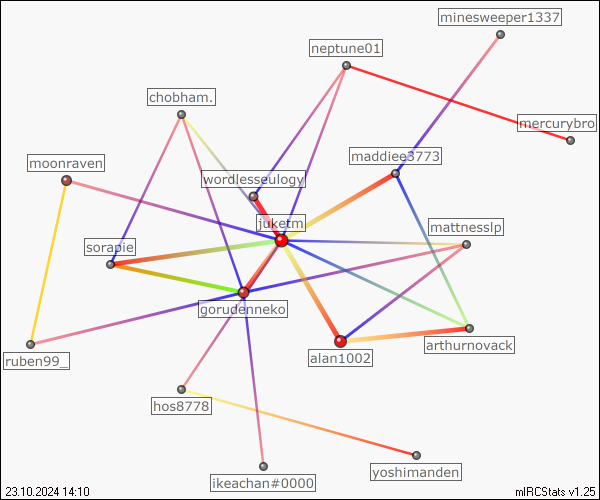 minesweeper1337
neptune01
chobham.
mercurybro
maddiee3773
moonraven
wordlesseulogy
juketm
mattnesslp
sorapie
gorudenneko
arthurnovack
alan1002
ruben99_
hos8778
yoshimanden
ikeachan#0000
23.10.2024 14:10
mIRCStats v1.25